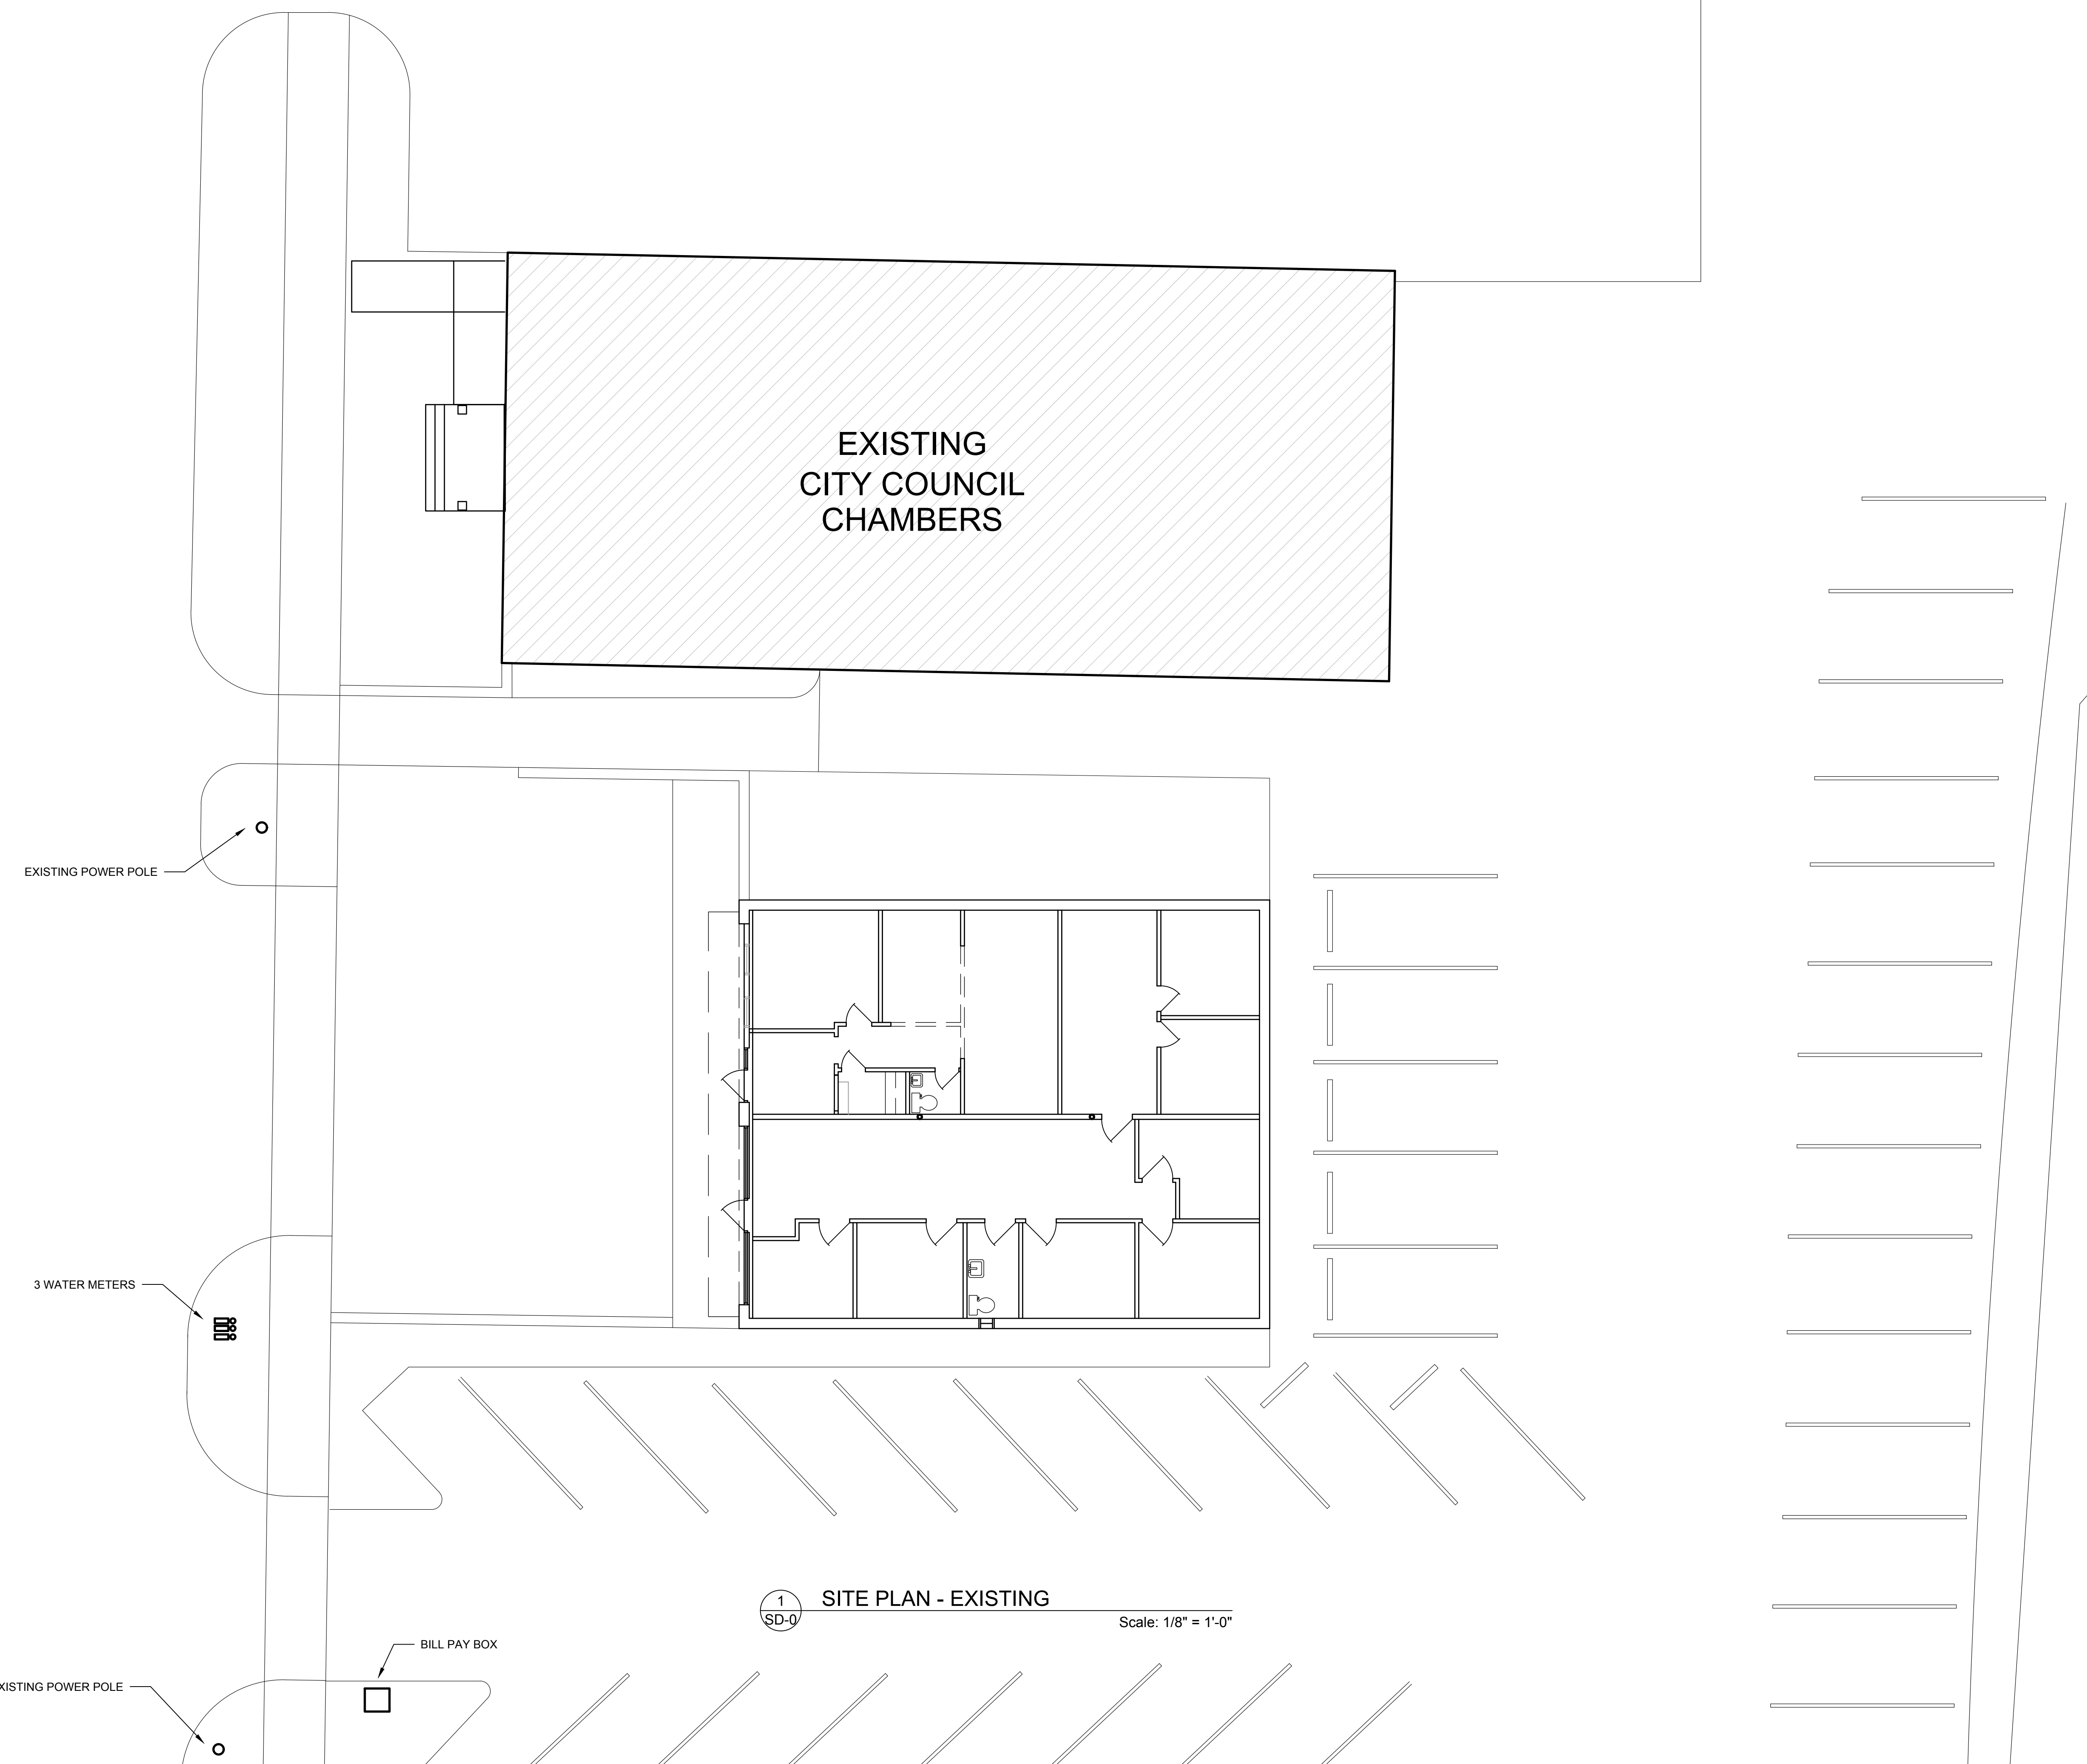 EXISTING
CITY COUNCIL
CHAMBERS
EXISTING POWER POLE
3 WATER METERS
1
SD-0
SITE PLAN - EXISTING
Scale: 1/8" = 1'-0"
BILL PAY BOX
XISTING POWER POLE